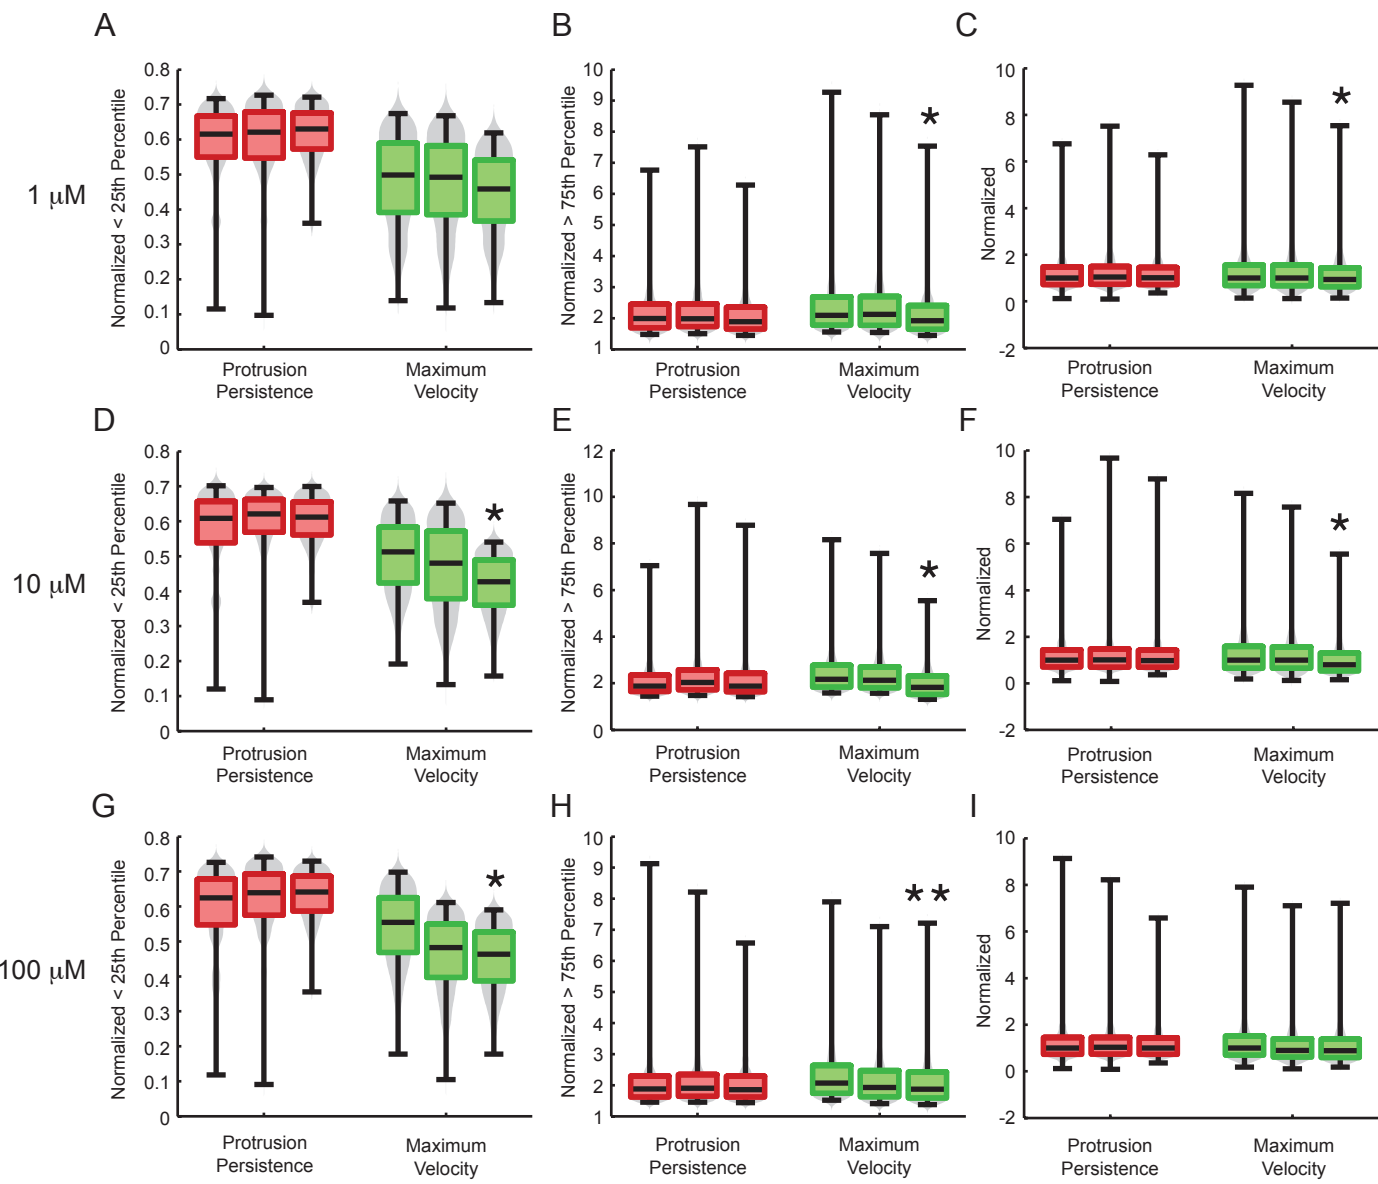 A
B
C
1 μM
Normalized < 25th Percentile
0.8
0.7
0.6
0.5
0.4
0.3
0.2
0.1
0
Protrusion
Persistence
Maximum
Velocity
Normalized > 75th Percentile
10
9
8
7
6
5
4
3
2
1
*
Protrusion
Persistence
Maximum
Velocity
Normalized
10
8
6
4
2
0
-2
*
Protrusion
Persistence
Maximum
Velocity
D
E
F
10 μM
Normalized < 25th Percentile
0.8
0.7
0.6
0.5
0.4
0.3
0.2
0.1
0
*
Protrusion
Persistence
Maximum
Velocity
Normalized > 75th Percentile
12
10
8
6
4
2
0
*
Protrusion
Persistence
Maximum
Velocity
Normalized
10
8
6
4
2
0
-2
*
Protrusion
Persistence
Maximum
Velocity
G
H
I
100 μM
Normalized < 25th Percentile
0.8
0.7
0.6
0.5
0.4
0.3
0.2
0.1
0
*
Protrusion
Persistence
Maximum
Velocity
Normalized > 75th Percentile
10
9
8
7
6
5
4
3
2
1
* *
Protrusion
Persistence
Maximum
Velocity
Normalized
10
8
6
4
2
0
-2
Protrusion
Persistence
Maximum
Velocity